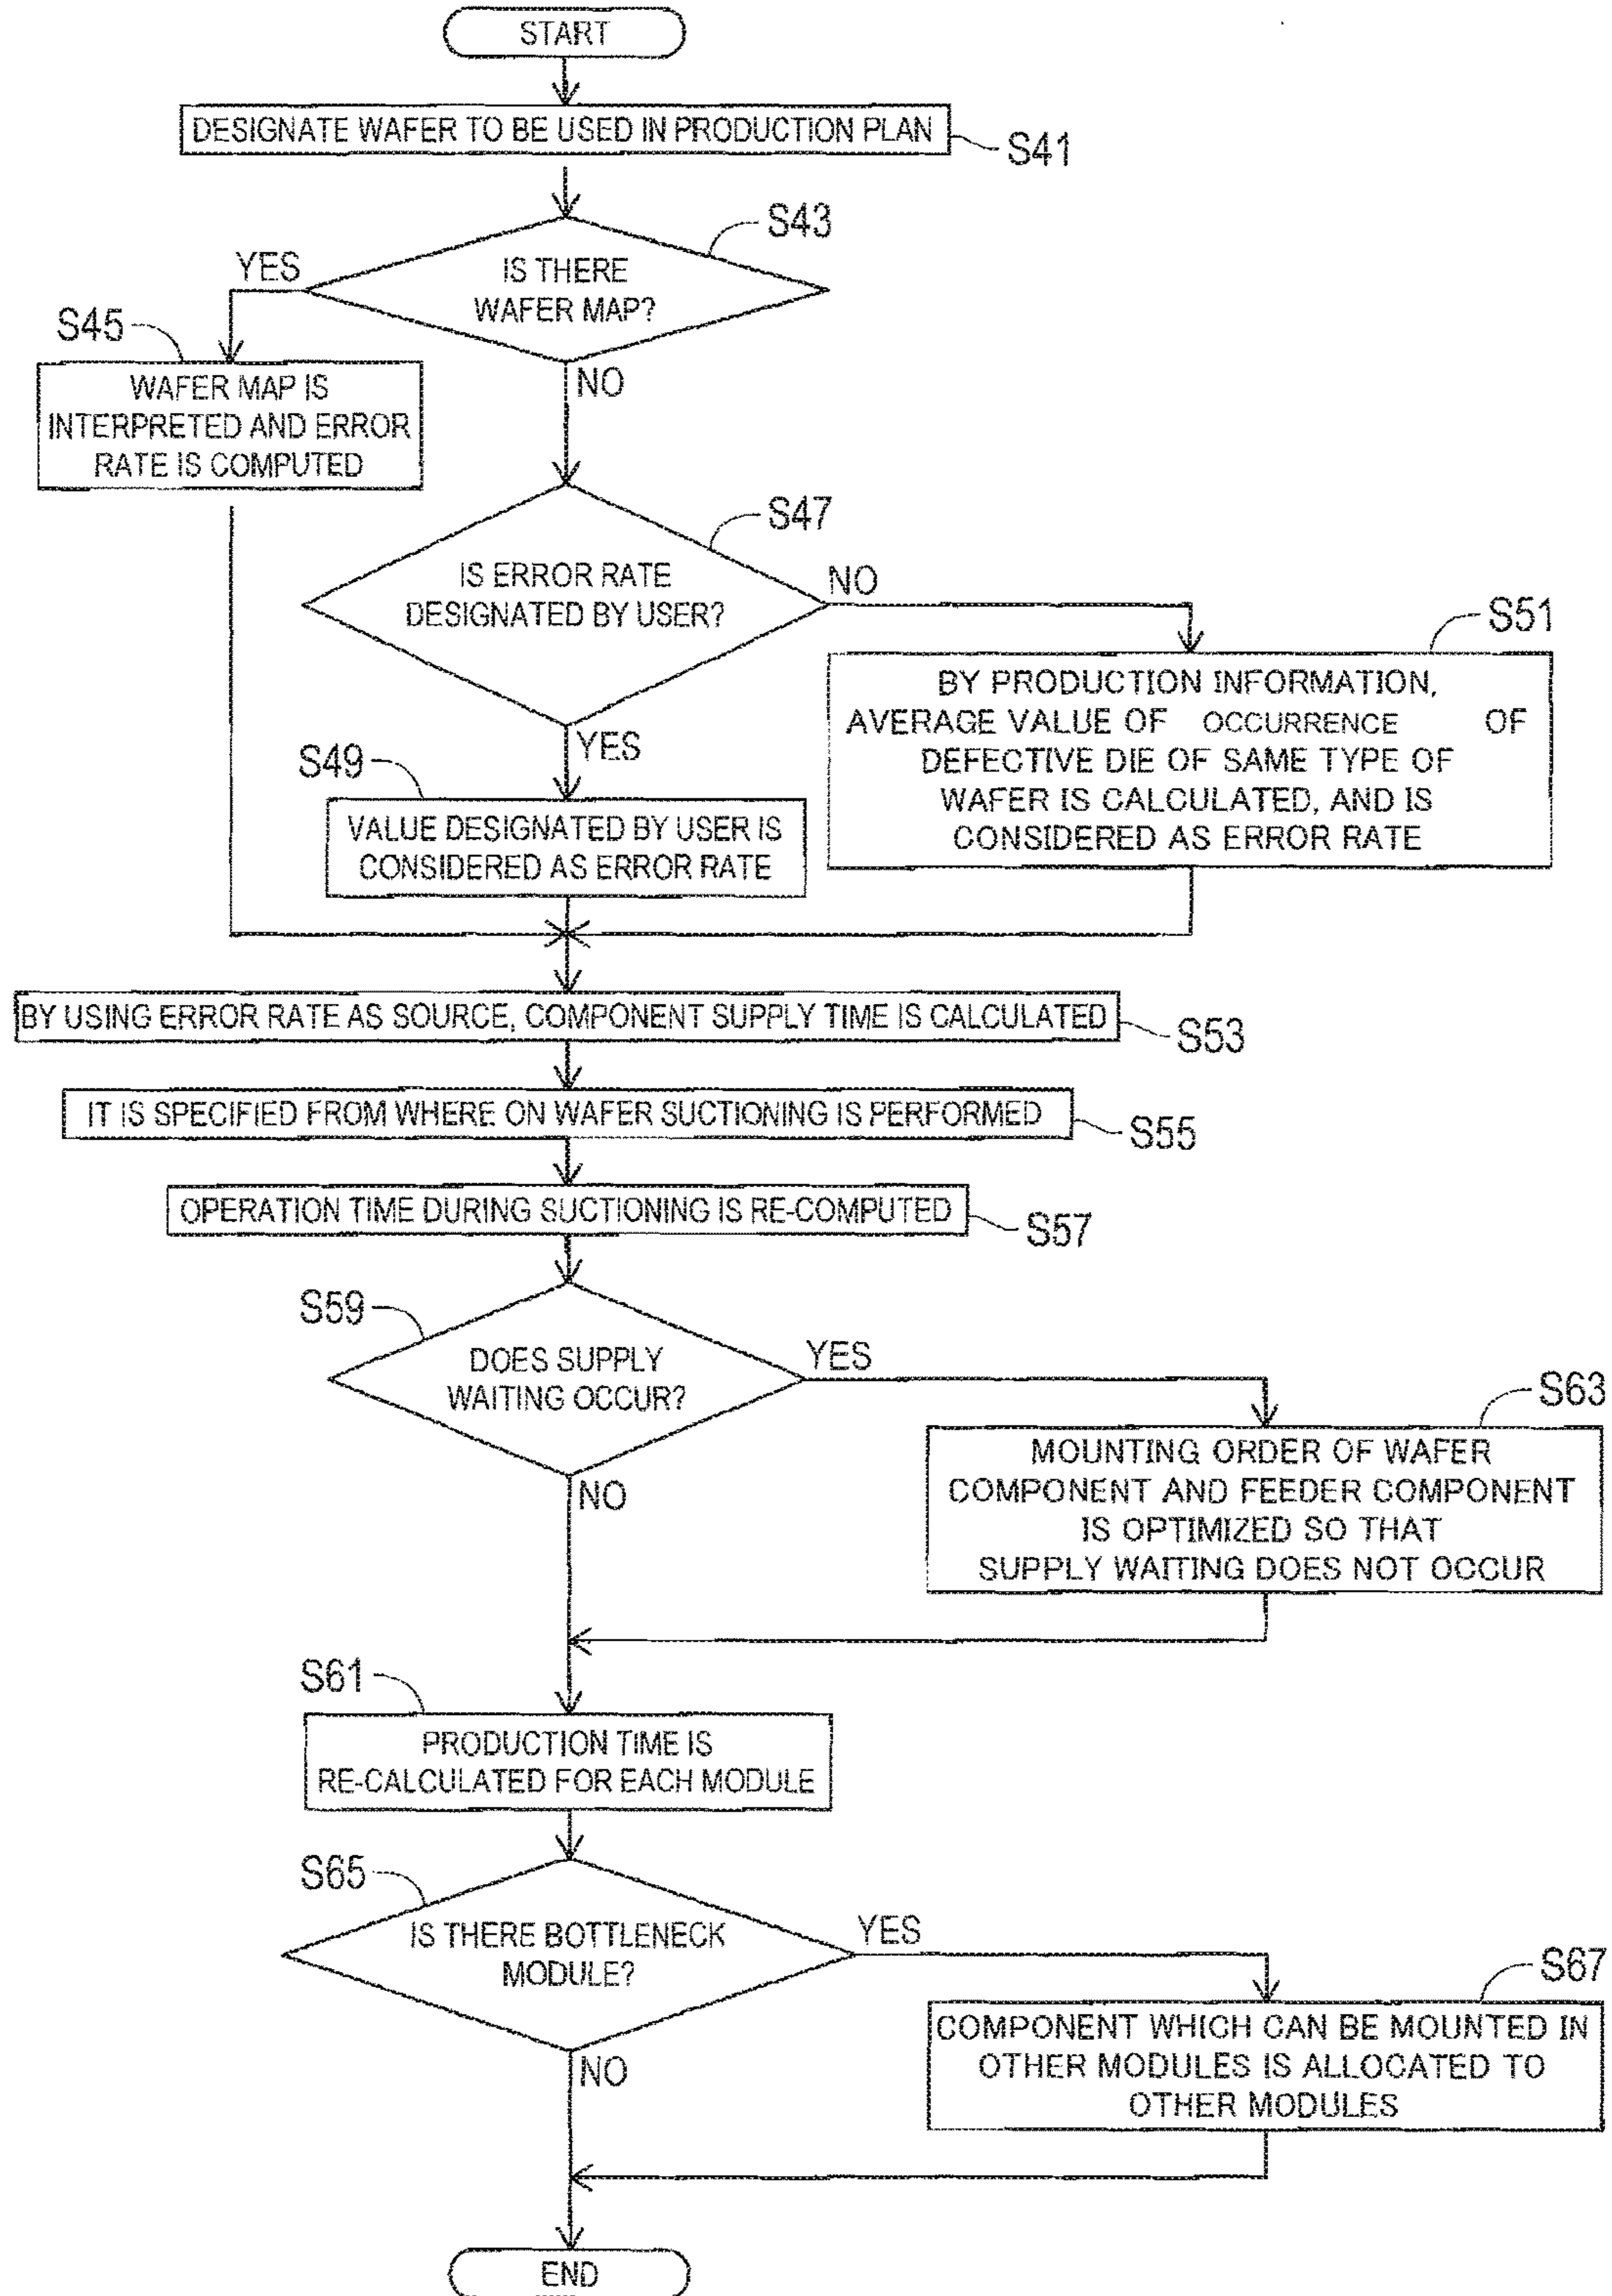 START
DESIGNATE WAFER TO BE USED IN PRODUCTION PLAN
S41
S43
IS THERE
WAFER MAP?
YES
NO
S45
WAFER MAP IS
INTERPRETED AND ERROR
RATE IS COMPUTED
S47
IS ERROR RATE
DESIGNATED BY USER?
NO
YES
S51
BY PRODUCTION INFORMATION,
AVERAGE VALUE OF OCCURRENCE OF
DEFECTIVE DIE OF SAME TYPE OF
WAFER IS CALCULATED, AND IS
CONSIDERED AS ERROR RATE
S49
VALUE DESIGNATED BY USER IS
CONSIDERED AS ERROR RATE
BY USING ERROR RATE AS SOURCE, COMPONENT SUPPLY TIME IS CALCULATED
S53
IT IS SPECIFIED FROM WHERE ON WAFER SUCTIONING IS PERFORMED
S55
OPERATION TIME DURING SUCTIONING IS RE-COMPUTED
S57
S59
DOES SUPPLY
WAITING OCCUR?
YES
NO
S63
MOUNTING ORDER OF WAFER
COMPONENT AND FEEDER COMPONENT
IS OPTIMIZED SO THAT
SUPPLY WAITING DOES NOT OCCUR
S61
PRODUCTION TIME IS
RE-CALCULATED FOR EACH MODULE
S65
IS THERE BOTTLENECK
MODULE?
YES
NO
S67
COMPONENT WHICH CAN BE MOUNTED IN
OTHER MODULES IS ALLOCATED TO
OTHER MODULES
END